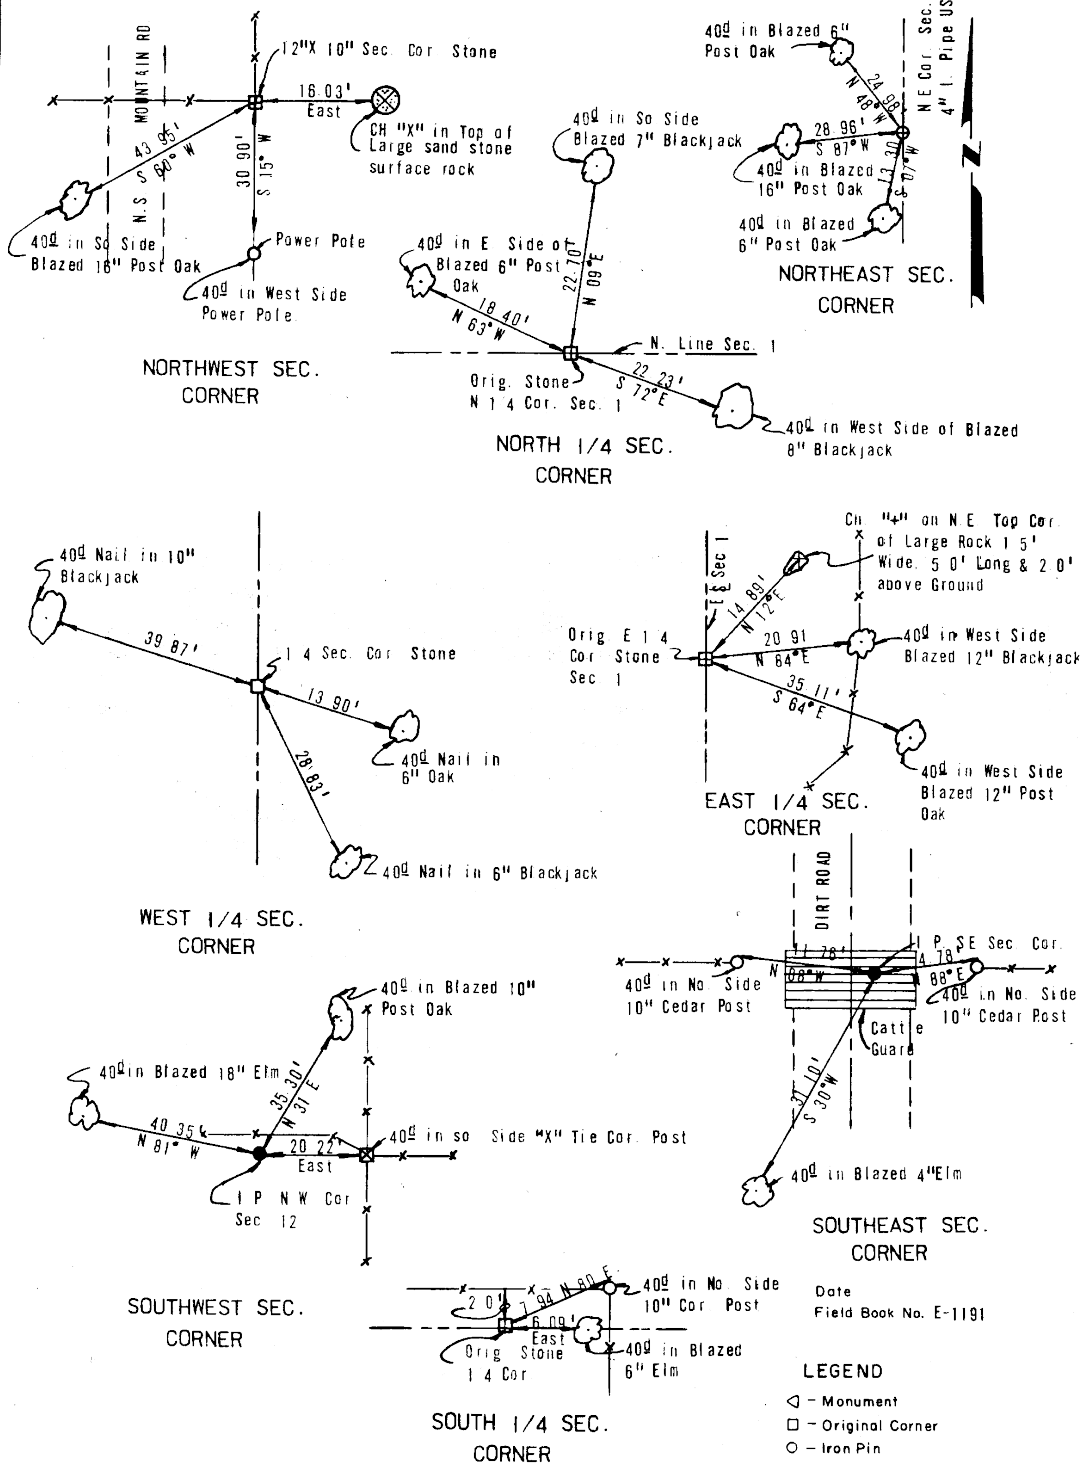 MOUNTAIN RD
N.S
12"X 10" Sec. Cor Stone
16 03'
East
CH "X" in Top of
Large sand stone
surface rock
43 95'
S 60° W
30 90'
S 15° W
40d in So Side
Blazed 16" Post Oak
Power Pole
40d in West Side
Power Pole.
NORTHWEST SEC.
CORNER
40d in So Side
Blazed 7" Blackjack
40d in E Side of
Blazed 6" Post
Oak
22 70'
N 09° E
18 40'
N 63° W
N. Line Sec. 1
Orig. Stone
N 1 4 Cor. Sec. 1
22 23'
S 72° E
40d in West Side of Blazed
8" Blackjack
NORTH 1/4 SEC.
CORNER
40d in Blazed 6"
Post Oak
24 98'
N 48° W
N E Cor. Sec.
4" I. Pipe US
28 96'
S 87° W
40d in Blazed
16" Post Oak
13 30'
S 07° W
40d in Blazed
6" Post Oak
N
NORTHEAST SEC.
CORNER
40d Nail in 10"
Blackjack
39 87'
1 4 Sec. Cor Stone
13 90'
40d Nail in
6" Oak
28 83'
40d Nail in 6" Blackjack
WEST 1/4 SEC.
CORNER
CH "+" on N.E Top Cor.
of Large Rock 1 5'
Wide. 5 0' Long & 2 0'
above Ground
Sec 1
14 89'
N 12° E
Orig E 1 4
Cor Stone
Sec 1
20 91
N 84° E
40d in West Side
Blazed 12" Blackjack
35 11'
S 64° E
40d in West Side
Blazed 12" Post
Oak
EAST 1/4 SEC.
CORNER
DIRT ROAD
I P. SE Sec. Cor.
11 78'
N 08° W
4 78'
N 88° E
40d in No. Side
10" Cedar Post
40d in No. Side
10" Cedar Post
Cattle
Guard
31 10'
S 30° W
40d in Blazed 4" Elm
SOUTHEAST SEC.
CORNER
40d in Blazed 10"
Post Oak
40d in Blazed 18" Elm
35.30'
N 31 E
40 35
N 81° W
20 22'
East
40d in so Side "X" Tie Cor. Post
I P N W Cor
Sec 12
SOUTHWEST SEC.
CORNER
2 0'
7 94 N 80 E
40d in No. Side
10" Cor Post
6 09'
East
Orig Stone
1 4 Cor
40d in Blazed
6" Elm
SOUTH 1/4 SEC.
CORNER
Date
Field Book No. E-1191
LEGEND
- Monument
- Original Corner
- Iron Pin